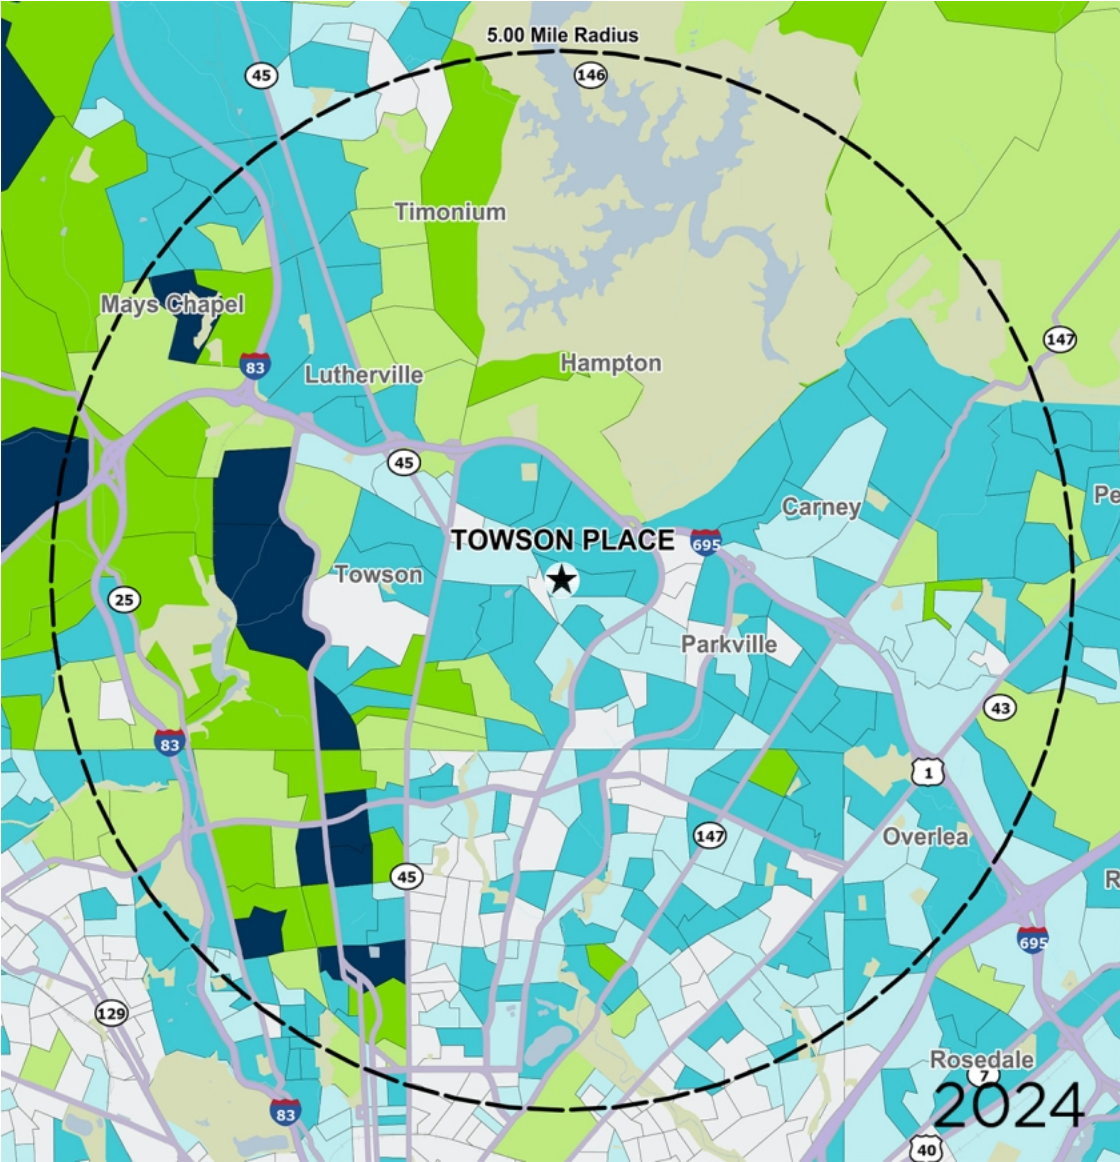 5.00 Mile Radius
45
146
Timonium
Mays Chapel
147
83
Lutherville
Hampton
45
Pe
Carney
TOWSON PLACE
695
Towson
25
Parkville
43
83
1
147
Overlea
45
R
695
129
Rosedale
7
2024
83
40